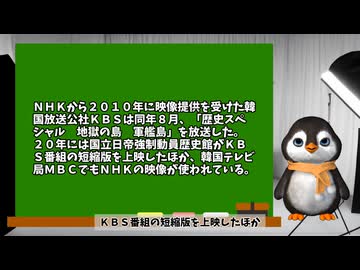 ＮＨＫから２０１０年に映像提供を受けた韓
国放送公社ＫＢＳは同年８月、「歴史スペ
シャル　地獄の島　軍艦島」を放送した。
２０年には国立日帝強制動員歴史館がＫＢ
Ｓ番組の短縮版を上映したほか、韓国テレビ
局ＭＢＣでもＮＨＫの映像が使われている。
ＫＢＳ番組の短縮版を上映したほか